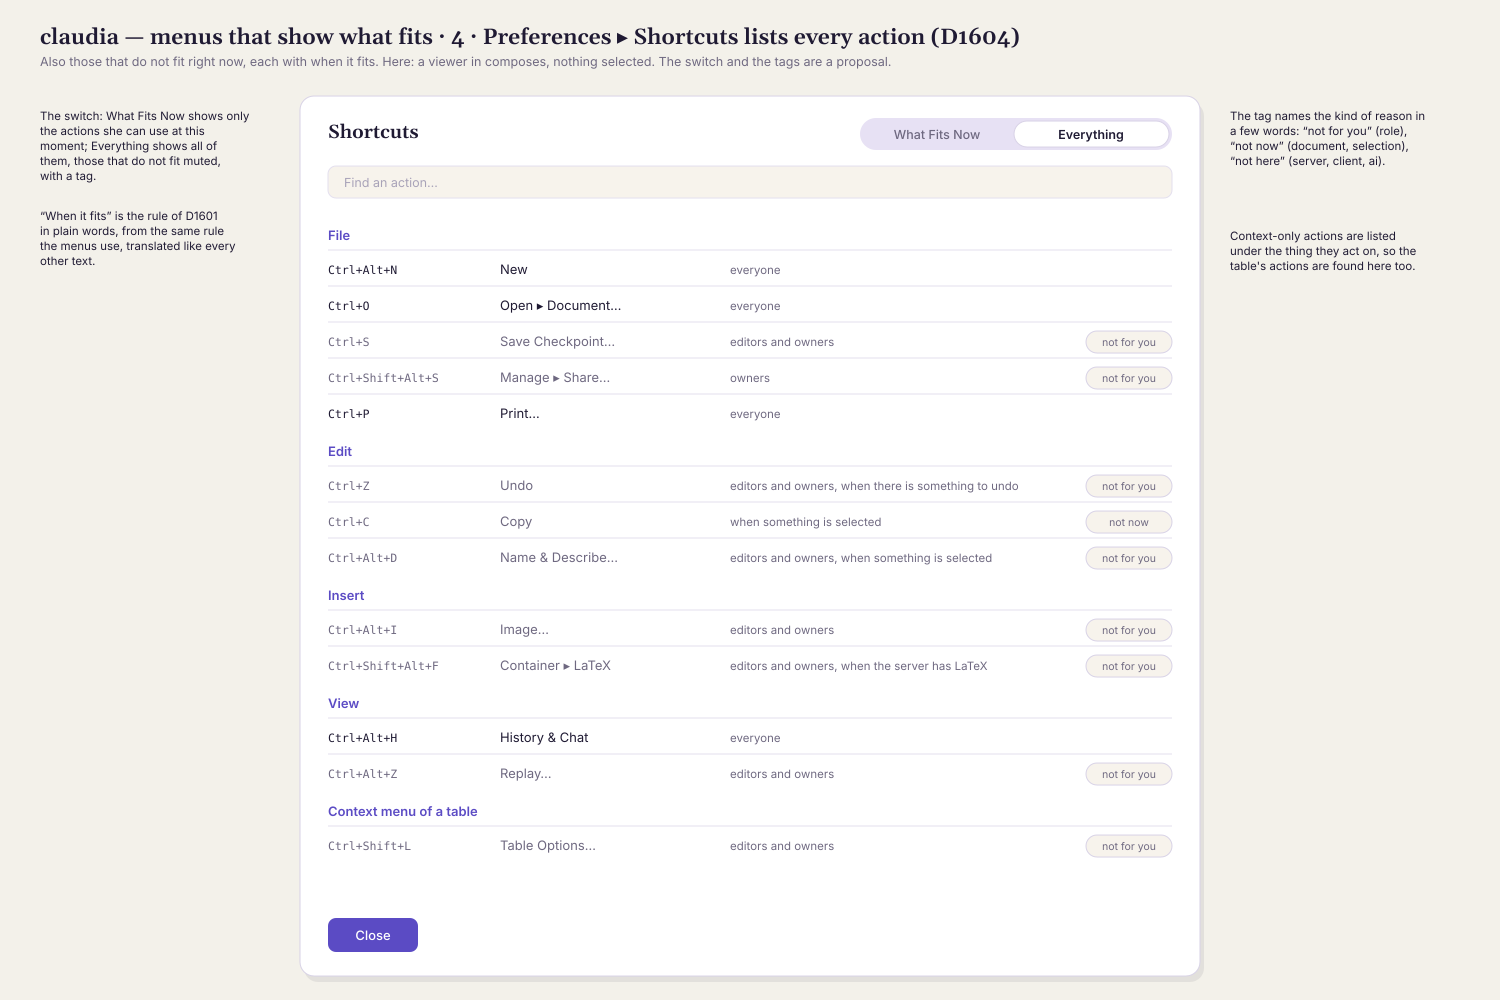 claudia — menus that show what fits · 4 · Preferences ▸ Shortcuts lists every action (D1604)
Also those that do not fit right now, each with when it fits. Here: a viewer in composes, nothing selected. The switch and the tags are a proposal.
The switch: What Fits Now shows only
the actions she can use at this
moment; Everything shows all of
them, those that do not fit muted,
with a tag.
“When it fits” is the rule of D1601
in plain words, from the same rule
the menus use, translated like every
other text.
Shortcuts
What Fits Now
Everything
Find an action...
File
Ctrl+Alt+N New everyone
Ctrl+O Open ▸ Document... everyone
Ctrl+S Save Checkpoint... editors and owners not for you
Ctrl+Shift+Alt+S Manage ▸ Share... owners not for you
Ctrl+P Print... everyone
Edit
Ctrl+Z Undo editors and owners, when there is something to undo not for you
Ctrl+C Copy when something is selected not now
Ctrl+Alt+D Name & Describe... editors and owners, when something is selected not for you
Insert
Ctrl+Alt+I Image... editors and owners not for you
Ctrl+Shift+Alt+F Container ▸ LaTeX editors and owners, when the server has LaTeX not for you
View
Ctrl+Alt+H History & Chat everyone
Ctrl+Alt+Z Replay... editors and owners not for you
Context menu of a table
Ctrl+Shift+L Table Options... editors and owners not for you
Close
The tag names the kind of reason in
a few words: “not for you” (role),
“not now” (document, selection),
“not here” (server, client, ai).
Context-only actions are listed
under the thing they act on, so the
table's actions are found here too.